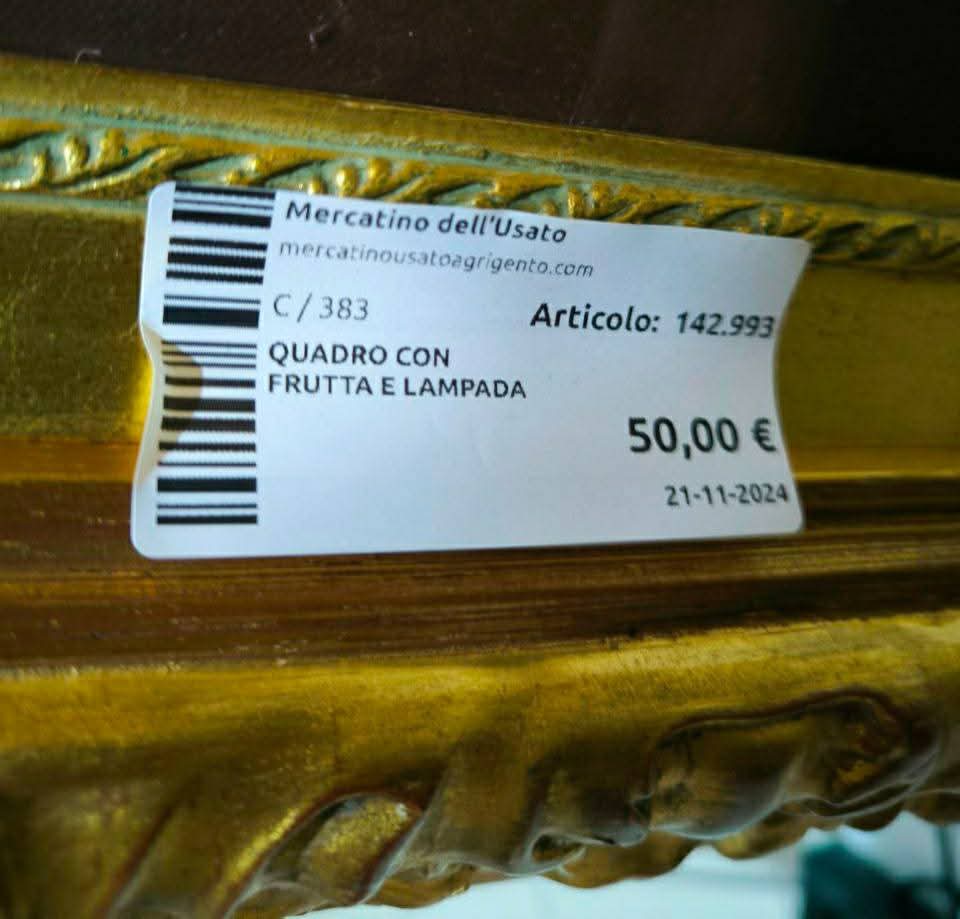 Mercatino dell'Usato
mercatinousatoagrigento.com
C / 383 Articolo: 142.993
QUADRO CON
FRUTTA E LAMPADA
50,00 €
21-11-2024